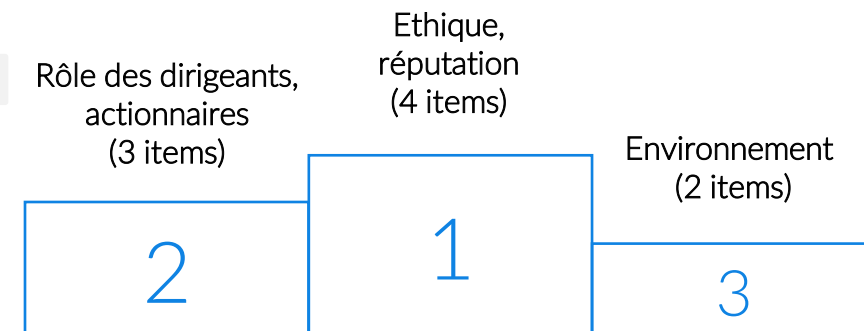 Ethique,
réputation
(4 items)
Rôle des dirigeants,
actionnaires
(3 items)
Environnement
(2 items)
2
1
3